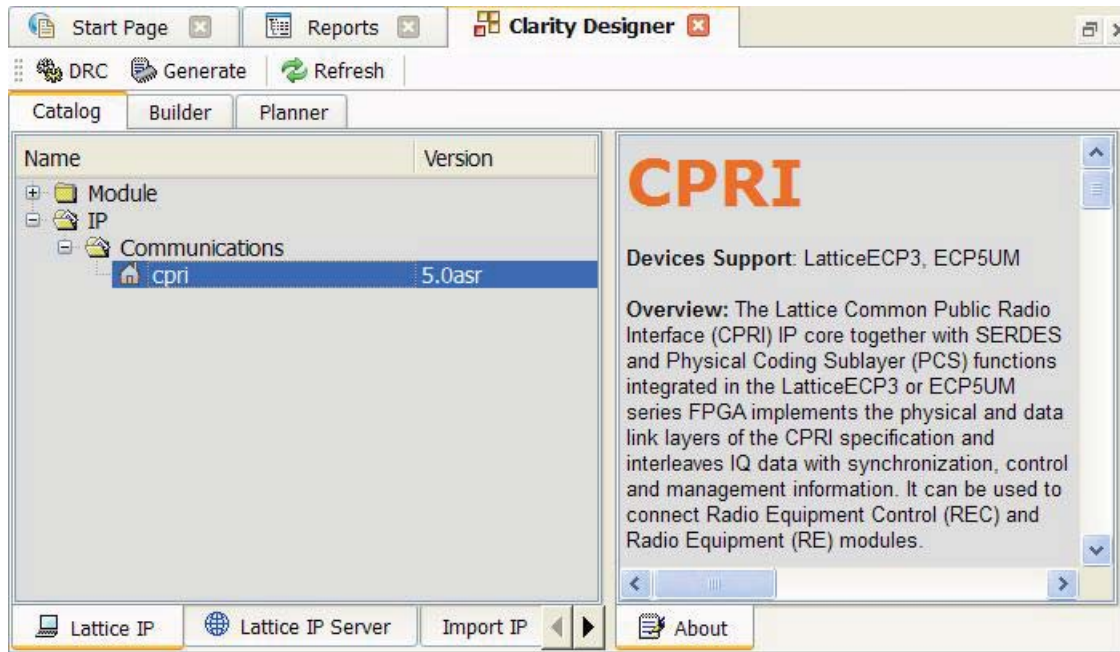 Start Page Reports Clarity Designer
DRC Generate Refresh
Catalog Builder Planner
Name Version
Module
IP
Communications
cpri 5.0asr
CPRI
Devices Support: LatticeECP3, ECP5UM
Overview: The Lattice Common Public Radio
Interface (CPRI) IP core together with SERDES
and Physical Coding Sublayer (PCS) functions
integrated in the LatticeECP3 or ECP5UM
series FPGA implements the physical and data
link layers of the CPRI specification and
interleaves IQ data with synchronization, control
and management information. It can be used to
connect Radio Equipment Control (REC) and
Radio Equipment (RE) modules.
Lattice IP Lattice IP Server Import IP About